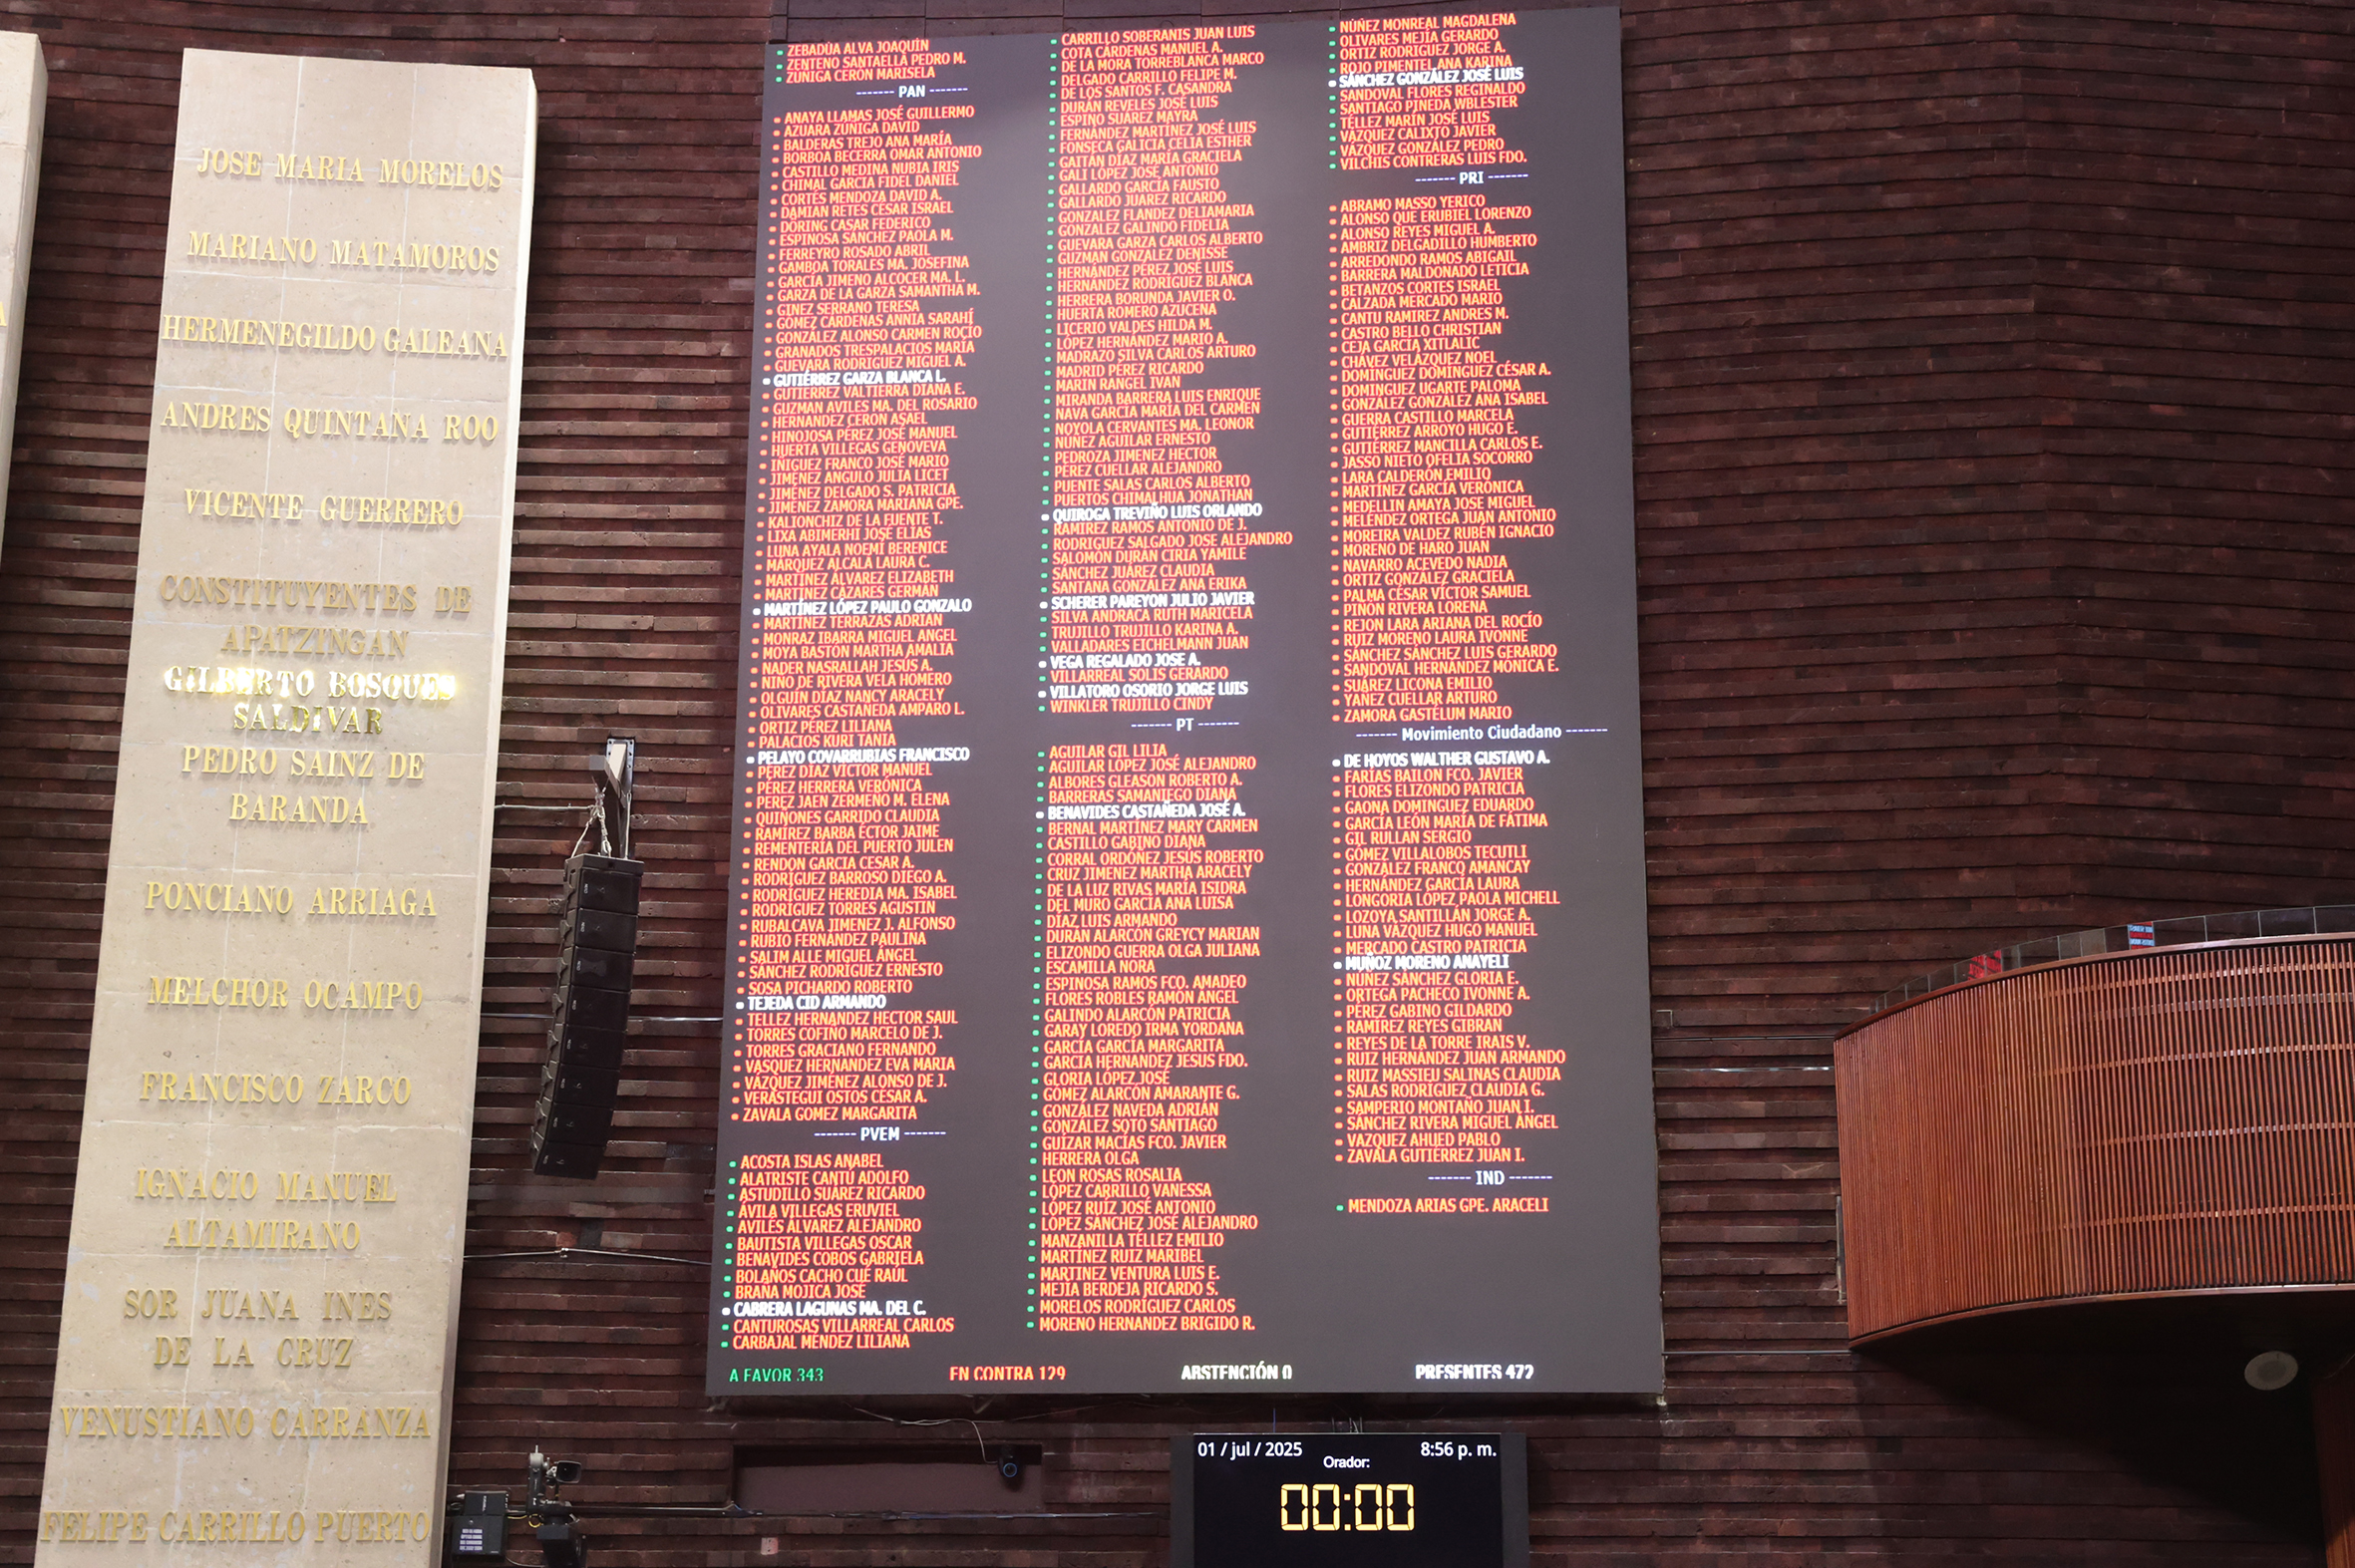 JOSE MARIA MORELOS
MARIANO MATAMOROS
HERMENEGILDO GALEANA
ANDRES QUINTANA ROO
VICENTE GUERRERO
CONSTITUYENTES DE
APATZINGAN
GILBERTO BOSQUES
SALDIVAR
PEDRO SAINZ DE
BARANDA
PONCIANO ARRIAGA
MELCHOR OCAMPO
FRANCISCO ZARCO
IGNACIO MANUEL
ALTAMIRANO
SOR JUANA INES
DE LA CRUZ
VENUSTIANO CARRANZA
FELIPE CARRILLO PUERTO
ZEBADÚA ALVA JOAQUÍN
ZENTENO SANTAELLA PEDRO M.
ZÚÑIGA CERÓN MARISELA
------- PAN -------
ANAYA LLAMAS JOSÉ GUILLERMO
AZUARA ZÚÑIGA DAVID
BALDERAS TREJO ANA MARÍA
BORBOA BECERRA OMAR ANTONIO
CASTILLO MEDINA NUBIA IRIS
CHIMAL GARCÍA FIDEL DANIEL
CORTÉS MENDOZA DAVID A.
DAMIÁN RETES CÉSAR ISRAEL
DÖRING CASAR FEDERICO
ESPINOSA SÁNCHEZ PAOLA M.
FERREYRO ROSADO ABRIL
GAMBOA TORALES MA. JOSEFINA
GARCÍA JIMENO ALCOCER MA. L.
GARZA DE LA GARZA SAMANTHA M.
GINEZ SERRANO TERESA
GÓMEZ CÁRDENAS ANNIA SARAHÍ
GONZÁLEZ ALONSO CARMEN ROCÍO
GRANADOS TRESPALACIOS MARÍA
GUEVARA RODRÍGUEZ MIGUEL A.
GUTIÉRREZ GARZA BLANCA L.
GUTIÉRREZ VALTIERRA DIANA E.
GUZMÁN AVILÉS MA. DEL ROSARIO
HERNÁNDEZ CERÓN ASAEL
HINOJOSA PÉREZ JOSÉ MANUEL
HUERTA VILLEGAS GENOVEVA
ÍÑIGUEZ FRANCO JOSÉ MARIO
JIMÉNEZ ANGULO JULIA LICET
JIMÉNEZ DELGADO S. PATRICIA
JIMÉNEZ ZAMORA MARIANA GPE.
KALIONCHIZ DE LA FUENTE T.
LIXA ABIMERHI JOSÉ ELÍAS
LUNA AYALA NOEMÍ BERENICE
MÁRQUEZ ALCALÁ LAURA C.
MARTÍNEZ ÁLVAREZ ELIZABETH
MARTÍNEZ CÁZARES GERMÁN
MARTÍNEZ LÓPEZ PAULO GONZALO
MARTÍNEZ TERRAZAS ADRIÁN
MONRAZ IBARRA MIGUEL ANGEL
MOYA BASTÓN MARTHA AMALIA
NADER NASRALLAH JESÚS A.
NIÑO DE RIVERA VELA HOMERO
OLGUÍN DÍAZ NANCY ARACELY
OLIVARES CASTAÑEDA AMPARO L.
ORTIZ PÉREZ LILIANA
PALACIOS KURI TANIA
PELAYO COVARRUBIAS FRANCISCO
PÉREZ DÍAZ VÍCTOR MANUEL
PÉREZ HERRERA VERÓNICA
PÉREZ JAÉN ZERMEÑO M. ELENA
QUIÑONES GARRIDO CLAUDIA
RAMÍREZ BARBA ÉCTOR JAIME
REMENTERÍA DEL PUERTO JULEN
RENDÓN GARCÍA CÉSAR A.
RODRÍGUEZ BARROSO DIEGO A.
RODRÍGUEZ HEREDIA MA. ISABEL
RODRÍGUEZ TORRES AGUSTÍN
RUBALCAVA JIMÉNEZ J. ALFONSO
RUBIO FERNÁNDEZ PAULINA
SALIM ALLE MIGUEL ÁNGEL
SÁNCHEZ RODRÍGUEZ ERNESTO
SOSA PICHARDO ROBERTO
TEJEDA CID ARMANDO
TÉLLEZ HERNÁNDEZ HÉCTOR SAÚL
TORRES COFIÑO MARCELO DE J.
TORRES GRACIANO FERNANDO
VÁSQUEZ HERNÁNDEZ EVA MARÍA
VÁZQUEZ JIMÉNEZ ALONSO DE J.
VERÁSTEGUI OSTOS CÉSAR A.
ZAVALA GÓMEZ MARGARITA
------- PVEM -------
ACOSTA ISLAS ANABEL
ALATRISTE CANTÚ ADOLFO
ASTUDILLO SUÁREZ RICARDO
ÁVILA VILLEGAS ERUVIEL
AVILÉS ÁLVAREZ ALEJANDRO
BAUTISTA VILLEGAS OSCAR
BENAVIDES COBOS GABRIELA
BOLAÑOS CACHO CUÉ RAÚL
BRAÑA MOJICA JOSÉ
CABRERA LAGUNAS MA. DEL C.
CANTUROSAS VILLARREAL CARLOS
CARBAJAL MÉNDEZ LILIANA
CARRILLO SOBERANIS JUAN LUIS
COTA CÁRDENAS MANUEL A.
DE LA MORA TORREBLANCA MARCO
DELGADO CARRILLO FELIPE M.
DE LOS SANTOS F. CASANDRA
DURÁN REVELES JOSÉ LUIS
ESPINO SUÁREZ MAYRA
FERNÁNDEZ MARTÍNEZ JOSÉ LUIS
FONSECA GALICIA CELIA ESTHER
GAITÁN DÍAZ MARÍA GRACIELA
GALI LÓPEZ JOSÉ ANTONIO
GALLARDO GARCÍA FAUSTO
GALLARDO JUÁREZ RICARDO
GONZÁLEZ FLÁNDEZ DELIAMARÍA
GONZÁLEZ GALINDO FIDELIA
GUEVARA GARZA CARLOS ALBERTO
GUZMÁN GONZÁLEZ DENISSE
HERNÁNDEZ PÉREZ JOSÉ LUIS
HERNÁNDEZ RODRÍGUEZ BLANCA
HERRERA BORUNDA JAVIER O.
HUERTA ROMERO AZUCENA
LICERIO VALDÉS HILDA M.
LÓPEZ HERNÁNDEZ MARIO A.
MADRAZO SILVA CARLOS ARTURO
MADRID PÉREZ RICARDO
MARÍN RANGEL IVÁN
MIRANDA BARRERA LUIS ENRIQUE
NAVA GARCÍA MARÍA DEL CARMEN
NOYOLA CERVANTES MA. LEONOR
NÚÑEZ AGUILAR ERNESTO
PEDROZA JIMÉNEZ HÉCTOR
PÉREZ CUÉLLAR ALEJANDRO
PUENTE SALAS CARLOS ALBERTO
PUERTOS CHIMALHUA JONATHAN
QUIROGA TREVIÑO LUIS ORLANDO
RAMÍREZ RAMOS ANTONIO DE J.
RODRÍGUEZ SALGADO JOSÉ ALEJANDRO
SALOMÓN DURÁN CIRIA YAMILE
SÁNCHEZ JUÁREZ CLAUDIA
SANTANA GONZÁLEZ ANA ERIKA
SCHERER PAREYÓN JULIO JAVIER
SILVA ANDRACA RUTH MARICELA
TRUJILLO TRUJILLO KARINA A.
VALLADARES EICHELMANN JUAN
VEGA REGALADO JOSE A.
VILLARREAL SOLÍS GERARDO
VILLATORO OSORIO JORGE LUIS
WINKLER TRUJILLO CINDY
------- PT -------
AGUILAR GIL LILIA
AGUILAR LÓPEZ JOSÉ ALEJANDRO
ALBORES GLEASON ROBERTO A.
BARRERAS SAMANIEGO DIANA
BENAVIDES CASTAÑEDA JOSÉ A.
BERNAL MARTÍNEZ MARY CARMEN
CASTILLO GABINO DIANA
CORRAL ORDÓÑEZ JESÚS ROBERTO
CRUZ JIMÉNEZ MARTHA ARACELY
DE LA LUZ RIVAS MARÍA ISIDRA
DEL MURO GARCÍA ANA LUISA
DÍAZ LUIS ARMANDO
DURÁN ALARCÓN GREYCY MARIAN
ELIZONDO GUERRA OLGA JULIANA
ESCAMILLA NORA
ESPINOSA RAMOS FCO. AMADEO
FLORES ROBLES RAMÓN ÁNGEL
GALINDO ALARCÓN PATRICIA
GARAY LOREDO IRMA YORDANA
GARCÍA GARCÍA MARGARITA
GARCÍA HERNÁNDEZ JESÚS FDO.
GLORIA LÓPEZ JOSÉ
GÓMEZ ALARCÓN AMARANTE G.
GONZÁLEZ NAVEDA ADRIÁN
GONZÁLEZ SOTO SANTIAGO
GUÍZAR MACÍAS FCO. JAVIER
HERRERA OLGA
LEÓN ROSAS ROSALIA
LÓPEZ CARRILLO VANESSA
LÓPEZ RUÍZ JOSÉ ANTONIO
LÓPEZ SÁNCHEZ JOSÉ ALEJANDRO
MANZANILLA TÉLLEZ EMILIO
MARTÍNEZ RUIZ MARIBEL
MARTÍNEZ VENTURA LUIS E.
MEJÍA BERDEJA RICARDO S.
MORELOS RODRÍGUEZ CARLOS
MORENO HERNÁNDEZ BRIGIDO R.
NÚÑEZ MONREAL MAGDALENA
OLIVARES MEJÍA GERARDO
ORTIZ RODRÍGUEZ JORGE A.
ROJO PIMENTEL ANA KARINA
SÁNCHEZ GONZÁLEZ JOSÉ LUIS
SANDOVAL FLORES REGINALDO
SANTIAGO PINEDA WBLESTER
TÉLLEZ MARÍN JOSÉ LUIS
VÁZQUEZ CALIXTO JAVIER
VÁZQUEZ GONZÁLEZ PEDRO
VILCHIS CONTRERAS LUIS FDO.
------- PRI -------
ABRAMO MASSO YERICO
ALONSO QUE ERUBIEL LORENZO
ALONSO REYES MIGUEL A.
AMBRIZ DELGADILLO HUMBERTO
ARREDONDO RAMOS ABIGAIL
BARRERA MALDONADO LETICIA
BETANZOS CORTES ISRAEL
CALZADA MERCADO MARIO
CANTÚ RAMÍREZ ANDRÉS M.
CASTRO BELLO CHRISTIAN
CEJA GARCÍA XITLALIC
CHÁVEZ VELÁZQUEZ NOEL
DOMÍNGUEZ DOMÍNGUEZ CÉSAR A.
DOMÍNGUEZ UGARTE PALOMA
GONZÁLEZ GONZÁLEZ ANA ISABEL
GUERRA CASTILLO MARCELA
GUTIÉRREZ ARROYO HUGO E.
GUTIÉRREZ MANCILLA CARLOS E.
JASSO NIETO OFELIA SOCORRO
LARA CALDERÓN EMILIO
MARTÍNEZ GARCÍA VERÓNICA
MEDELLÍN AMAYA JOSÉ MIGUEL
MELÉNDEZ ORTEGA JUAN ANTONIO
MOREIRA VALDEZ RUBÉN IGNACIO
MORENO DE HARO JUAN
NAVARRO ACEVEDO NADIA
ORTIZ GONZÁLEZ GRACIELA
PALMA CÉSAR VÍCTOR SAMUEL
PIÑÓN RIVERA LORENA
REJÓN LARA ARIANA DEL ROCÍO
RUIZ MORENO LAURA IVONNE
SÁNCHEZ SÁNCHEZ LUIS GERARDO
SANDOVAL HERNÁNDEZ MÓNICA E.
SUÁREZ LICONA EMILIO
YÁÑEZ CUELLAR ARTURO
ZAMORA GASTÉLUM MARIO
------- Movimiento Ciudadano -------
DE HOYOS WALTHER GUSTAVO A.
FARÍAS BAILÓN FCO. JAVIER
FLORES ELIZONDO PATRICIA
GAONA DOMÍNGUEZ EDUARDO
GARCÍA LEÓN MARÍA DE FÁTIMA
GIL RULLÁN SERGIO
GÓMEZ VILLALOBOS TECUTLI
GONZÁLEZ FRANCO AMANCAY
HERNÁNDEZ GARCÍA LAURA
LONGORIA LÓPEZ PAOLA MICHELL
LOZOYA SANTILLÁN JORGE A.
LUNA VÁZQUEZ HUGO MANUEL
MERCADO CASTRO PATRICIA
MUÑOZ MORENO ANAYELI
NÚÑEZ SÁNCHEZ GLORIA E.
ORTEGA PACHECO IVONNE A.
PÉREZ GABINO GILDARDO
RAMÍREZ REYES GIBRÁN
REYES DE LA TORRE IRAIS V.
RUIZ HERNÁNDEZ JUAN ARMANDO
RUIZ MASSIEU SALINAS CLAUDIA
SALAS RODRÍGUEZ CLAUDIA G.
SAMPERIO MONTAÑO JUAN I.
SÁNCHEZ RIVERA MIGUEL ÁNGEL
VÁZQUEZ AHUED PABLO
ZAVALA GUTIÉRREZ JUAN I.
------- IND -------
MENDOZA ARIAS GPE. ARACELI
A FAVOR 343
EN CONTRA 129
ABSTENCIÓN 0
PRESENTES 472
01 / jul / 2025
8:56 p. m.
Orador:
00:00